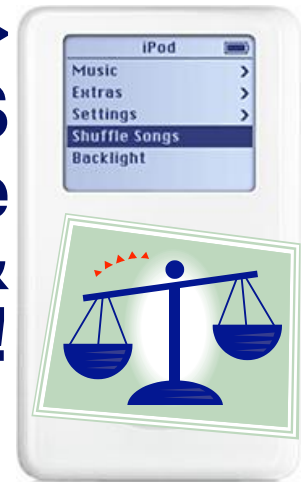 iPod
Music >
Extras >
Settings >
Shuffle Songs
Backlight
s
e
&
!